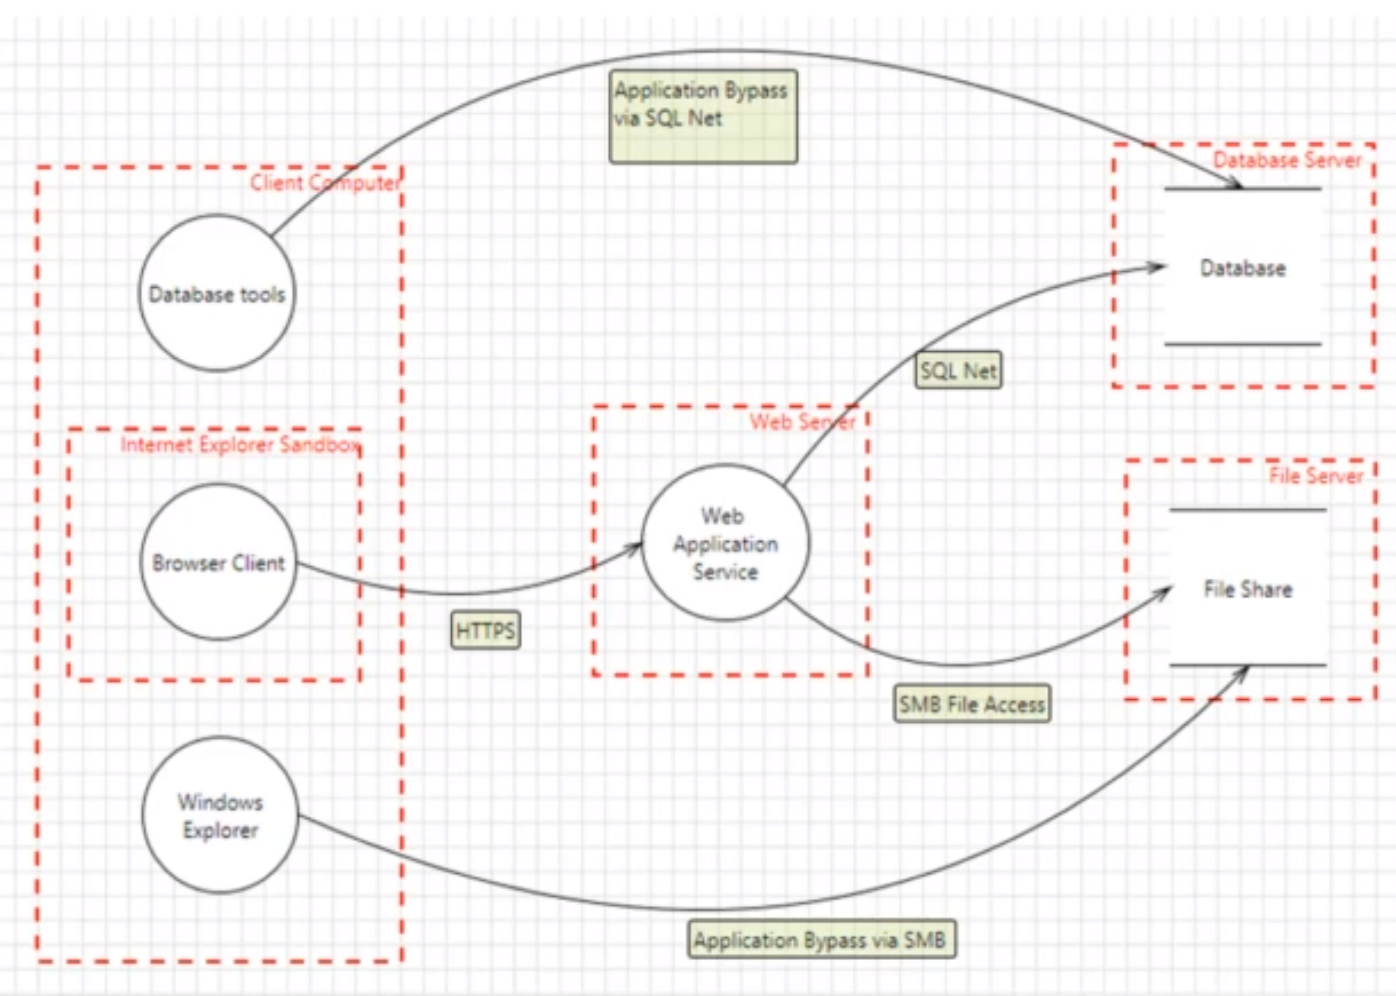 Application Bypass
via SQL Net
Database Server
Client Computer
Database tools
Database
SQL Net
Web Server
Internet Explorer Sandbox
File Server
Web
Application
Service
Browser Client
File Share
HTTPS
SMB File Access
Windows
Explorer
Application Bypass via SMB